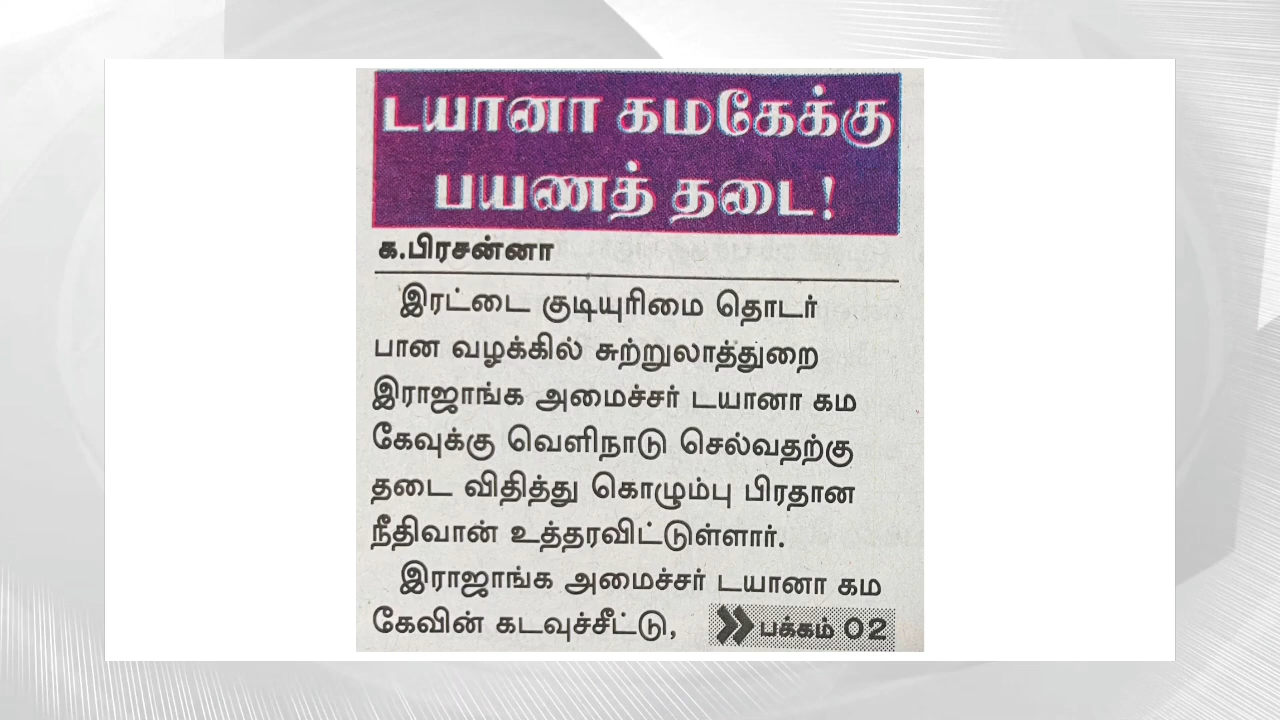 டயானா கமகேக்கு
பயணத் தடை!
க.பிரசன்னா
இரட்டை குடியுரிமை தொடர்
பான வழக்கில் சுற்றுலாத்துறை
இராஜாங்க அமைச்சர் டயானா கம
கேவுக்கு வெளிநாடு செல்வதற்கு
தடை விதித்து கொழும்பு பிரதான
நீதிவான் உத்தரவிட்டுள்ளார்.
இராஜாங்க அமைச்சர் டயானா கம
கேவின் கடவுச்சீட்டு, பக்கம் 02